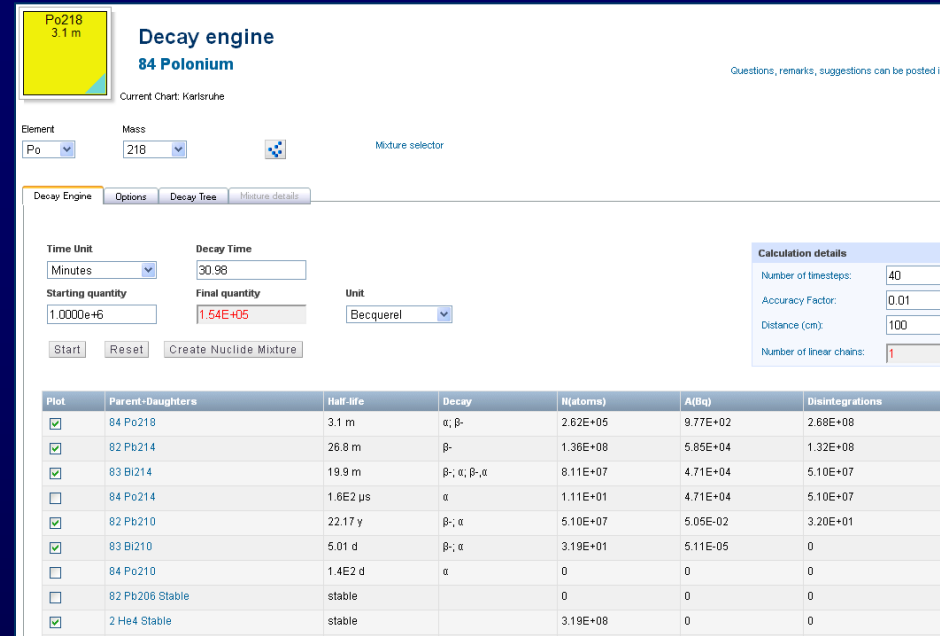 Po218
3.1 m
Decay engine
84 Polonium
Questions, remarks, suggestions can be posted i
Current Chart: Karlsruhe
Element Mass
Po 218 Mixture selector
Decay Engine Options Decay Tree Mixture details
Time Unit Decay Time
Minutes 30.98
Starting quantity Final quantity Unit
1.0000e+6 1.54E+05 Becquerel
Start Reset Create Nuclide Mixture
Calculation details
Number of timesteps: 40
Accuracy Factor: 0.01
Distance (cm): 100
Number of linear chains: 1
Plot Parent+Daughters Half-life Decay N(atoms) A(Bq) Disintegrations
84 Po218 3.1 m α; β- 2.62E+05 9.77E+02 2.68E+08
82 Pb214 26.8 m β- 1.36E+08 5.85E+04 1.32E+08
83 Bi214 19.9 m β-; α; β-,α 8.11E+07 4.71E+04 5.10E+07
84 Po214 1.6E2 µs α 1.11E+01 4.71E+04 5.10E+07
82 Pb210 22.17 y β-; α 5.10E+07 5.05E-02 3.20E+01
83 Bi210 5.01 d β-; α 3.19E+01 5.11E-05 0
84 Po210 1.4E2 d α 0 0 0
82 Pb206 Stable stable 0 0 0
2 He4 Stable stable 3.19E+08 0 0